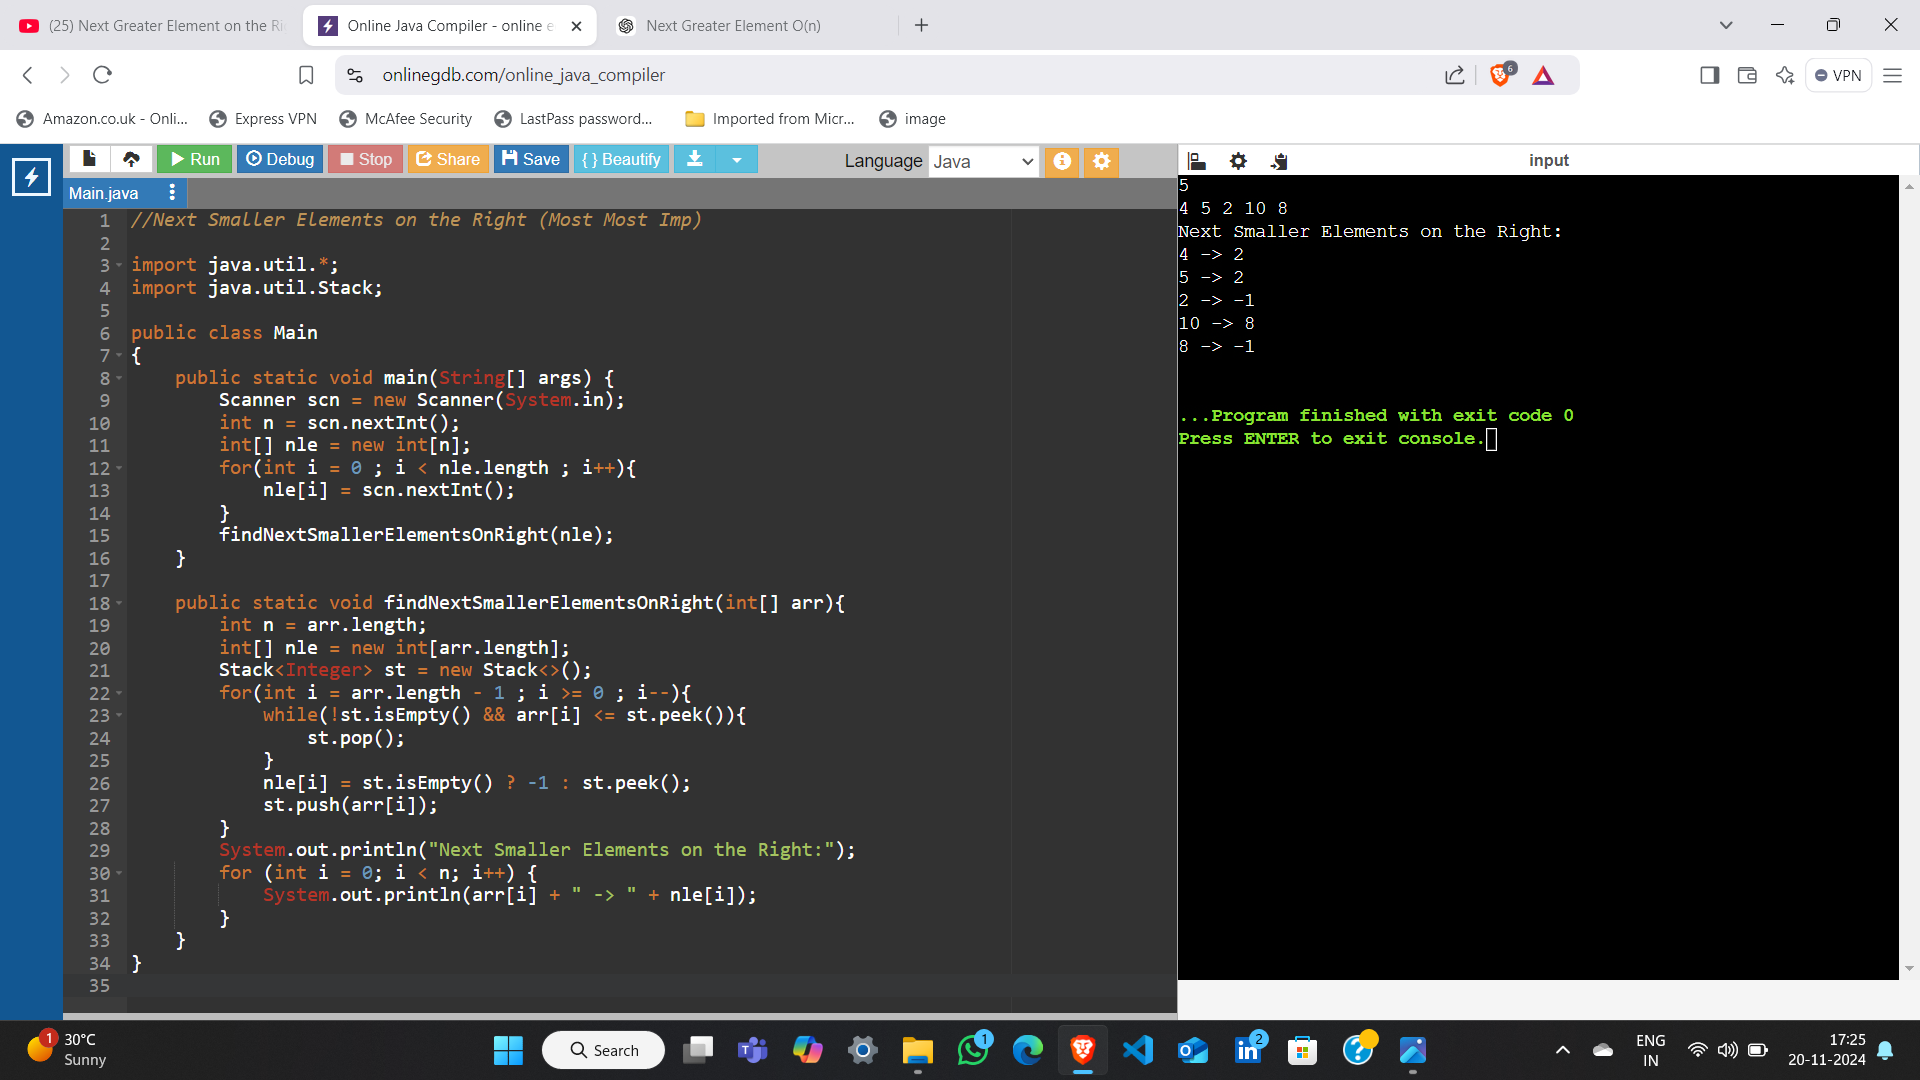 (25) Next Greater Element on the Ri
Online Java Compiler - online e
Next Greater Element O(n)
onlinegdb.com/online_java_compiler
6
VPN
Amazon.co.uk - Onli...
Express VPN
McAfee Security
LastPass password...
Imported from Micr...
image
Run
Debug
Stop
Share
Save
{ } Beautify
Language
Java
input
Main.java
1 //Next Smaller Elements on the Right (Most Most Imp)
2
3 import java.util.*;
4 import java.util.Stack;
5
6 public class Main
7 {
8     public static void main(String[] args) {
9         Scanner scn = new Scanner(System.in);
10         int n = scn.nextInt();
11         int[] nle = new int[n];
12         for(int i = 0 ; i < nle.length ; i++){
13             nle[i] = scn.nextInt();
14         }
15         findNextSmallerElementsOnRight(nle);
16     }
17
18     public static void findNextSmallerElementsOnRight(int[] arr){
19         int n = arr.length;
20         int[] nle = new int[arr.length];
21         Stack<Integer> st = new Stack<>();
22         for(int i = arr.length - 1 ; i >= 0 ; i--){
23             while(!st.isEmpty() && arr[i] <= st.peek()){
24                 st.pop();
25             }
26             nle[i] = st.isEmpty() ? -1 : st.peek();
27             st.push(arr[i]);
28         }
29         System.out.println("Next Smaller Elements on the Right:");
30         for (int i = 0; i < n; i++) {
31             System.out.println(arr[i] + " -> " + nle[i]);
32         }
33     }
34 }
35
5
4 5 2 10 8
Next Smaller Elements on the Right:
4 -> 2
5 -> 2
2 -> -1
10 -> 8
8 -> -1
...Program finished with exit code 0
Press ENTER to exit console.
1
30°C
Sunny
Search
1
2
ENG
IN
17:25
20-11-2024